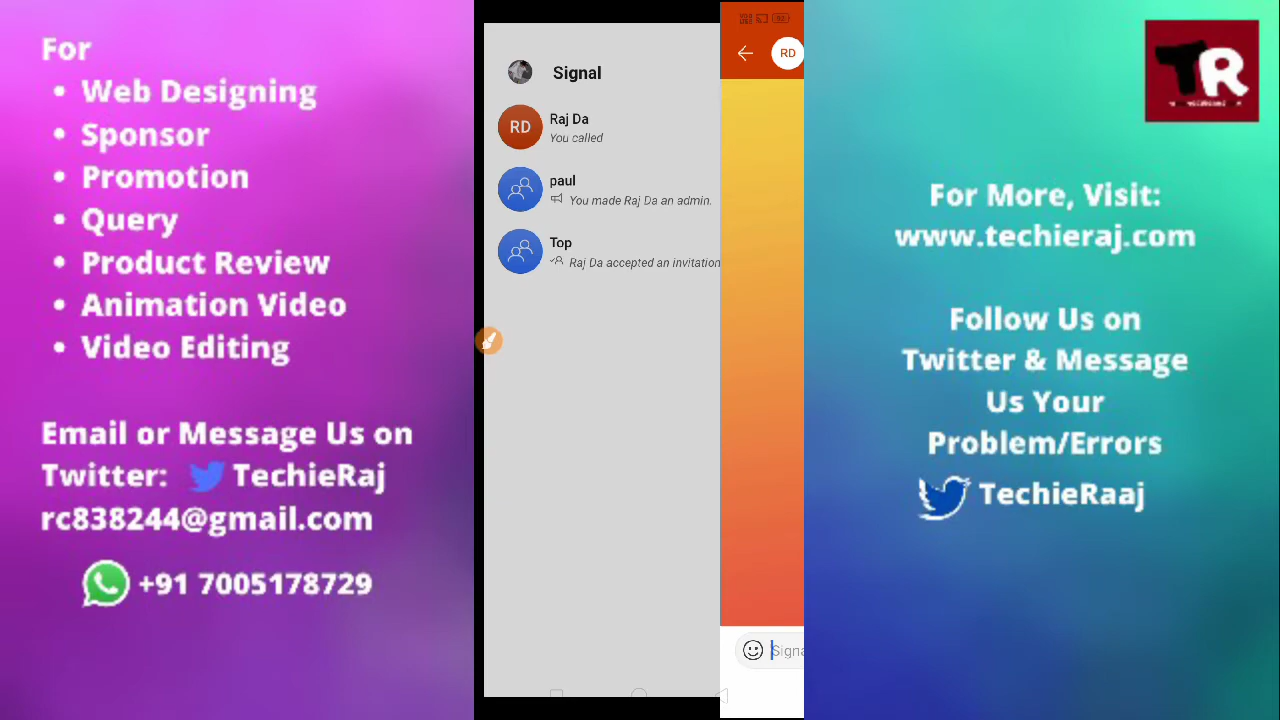 For
• Web Designing
• Sponsor
• Promotion
• Query
• Product Review
• Animation Video
• Video Editing
Email or Message Us on
Twitter: TechieRaj
rc838244@gmail.com
+91 7005178729
Signal
RD
Raj Da
You called
paul
You made Raj Da an admin.
Top
Raj Da accepted an invitation
RD
Signa
TR
For More, Visit:
www.techieraj.com
Follow Us on
Twitter & Message
Us Your
Problem/Errors
TechieRaaj